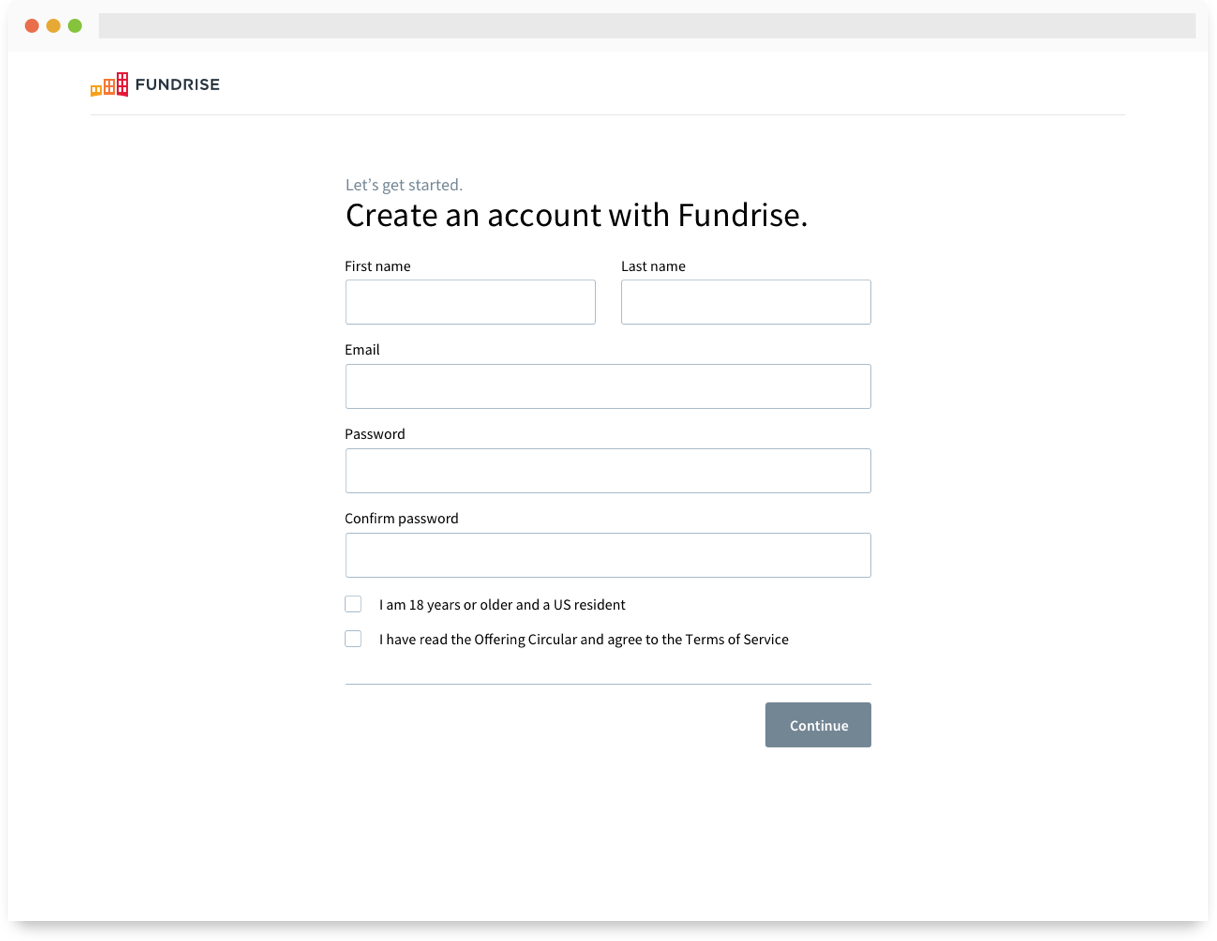 FUNDRISE
Let’s get started.
Create an account with Fundrise.
First name
Last name
Email
Password
Confirm password
I am 18 years or older and a US resident
I have read the Offering Circular and agree to the Terms of Service
Continue